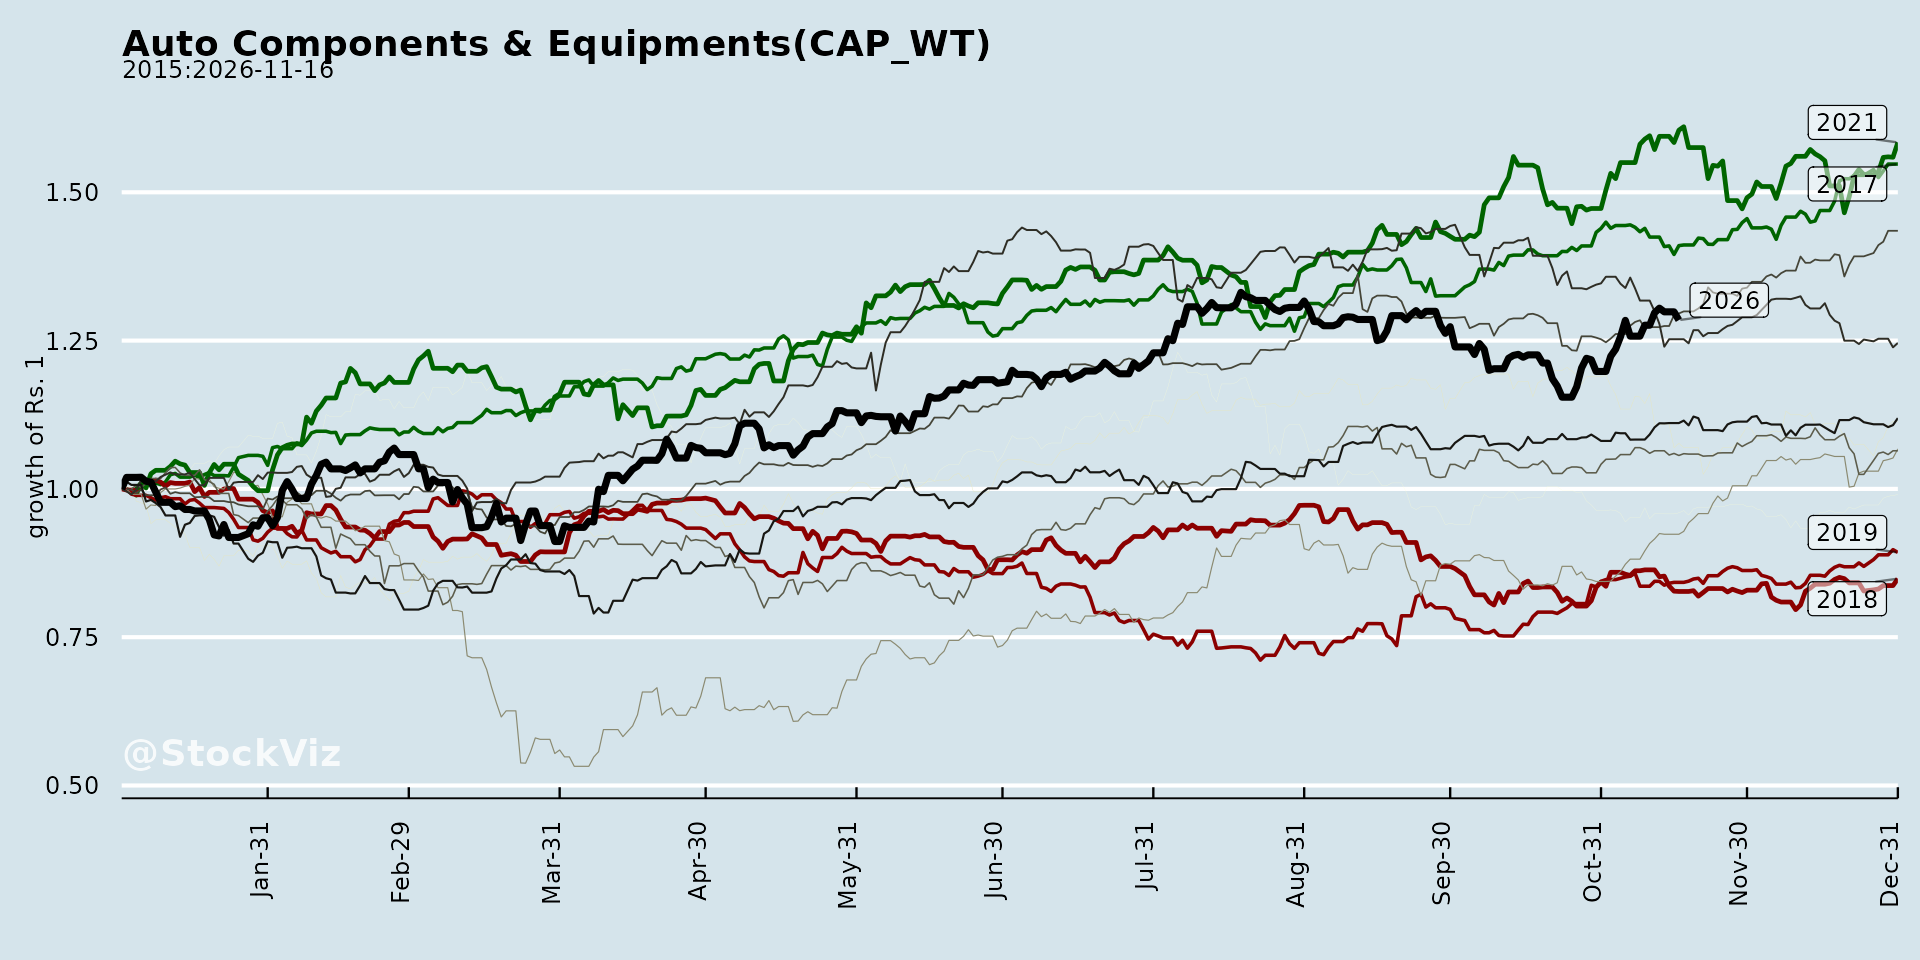 Auto Components & Equipments(CAP_WT)
2015:2026-11-16
growth of Rs. 1
1.50
1.25
1.00
0.75
0.50
2021
2017
2026
2019
2018
@StockViz
Jan-31
Feb-29
Mar-31
Apr-30
May-31
Jun-30
Jul-31
Aug-31
Sep-30
Oct-31
Nov-30
Dec-31